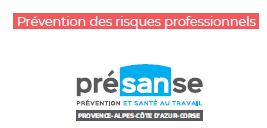 Prévention des risques professionnels
présanse
PRÉVENTION ET SANTÉ AU TRAVAIL
PROVENCE-ALPES-CÔTE D'AZUR-CORSE